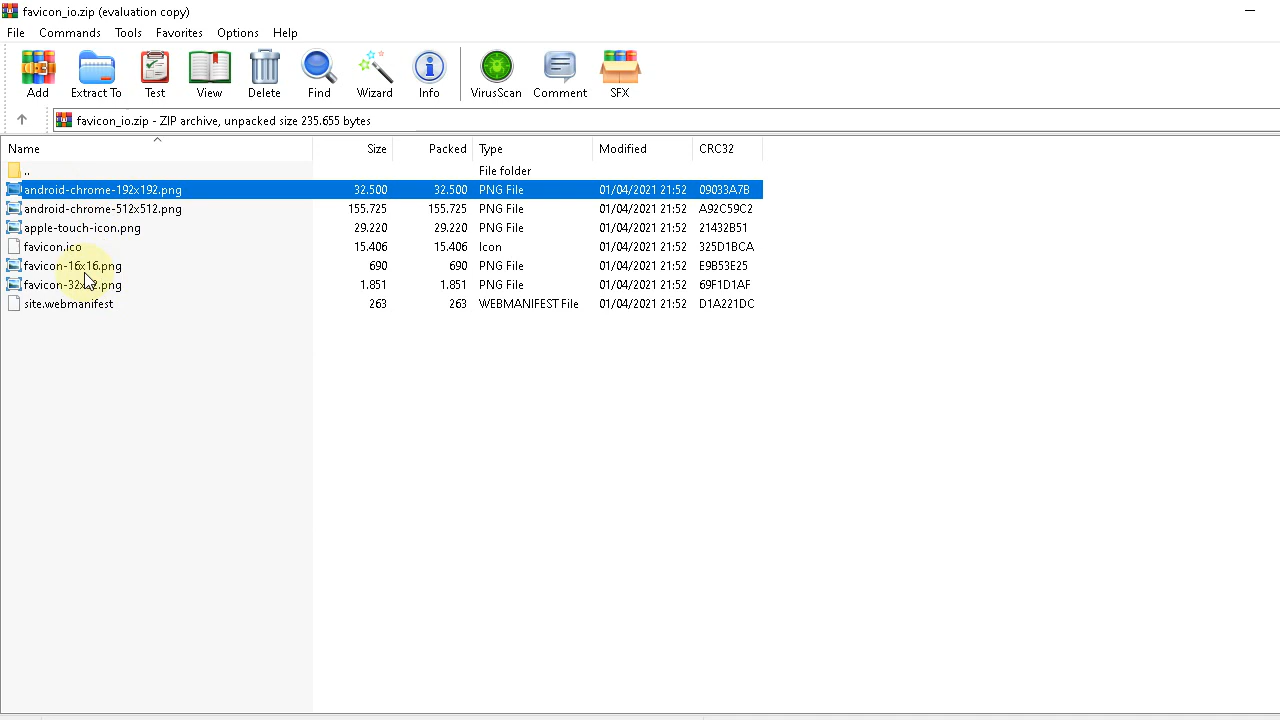 favicon_io.zip (evaluation copy)
File Commands Tools Favorites Options Help
Add Extract To Test View Delete Find Wizard Info VirusScan Comment SFX
favicon_io.zip - ZIP archive, unpacked size 235.655 bytes
Name Size Packed Type Modified CRC32
.. File folder
android-chrome-192x192.png 32.500 32.500 PNG File 01/04/2021 21:52 09033A7B
android-chrome-512x512.png 155.725 155.725 PNG File 01/04/2021 21:52 A92C59C2
apple-touch-icon.png 29.220 29.220 PNG File 01/04/2021 21:52 21432B51
favicon.ico 15.406 15.406 Icon 01/04/2021 21:52 325D1BCA
favicon-16x16.png 690 690 PNG File 01/04/2021 21:52 E9B53E25
favicon-32x32.png 1.851 1.851 PNG File 01/04/2021 21:52 69F1D1AF
site.webmanifest 263 263 WEBMANIFEST File 01/04/2021 21:52 D1A221DC